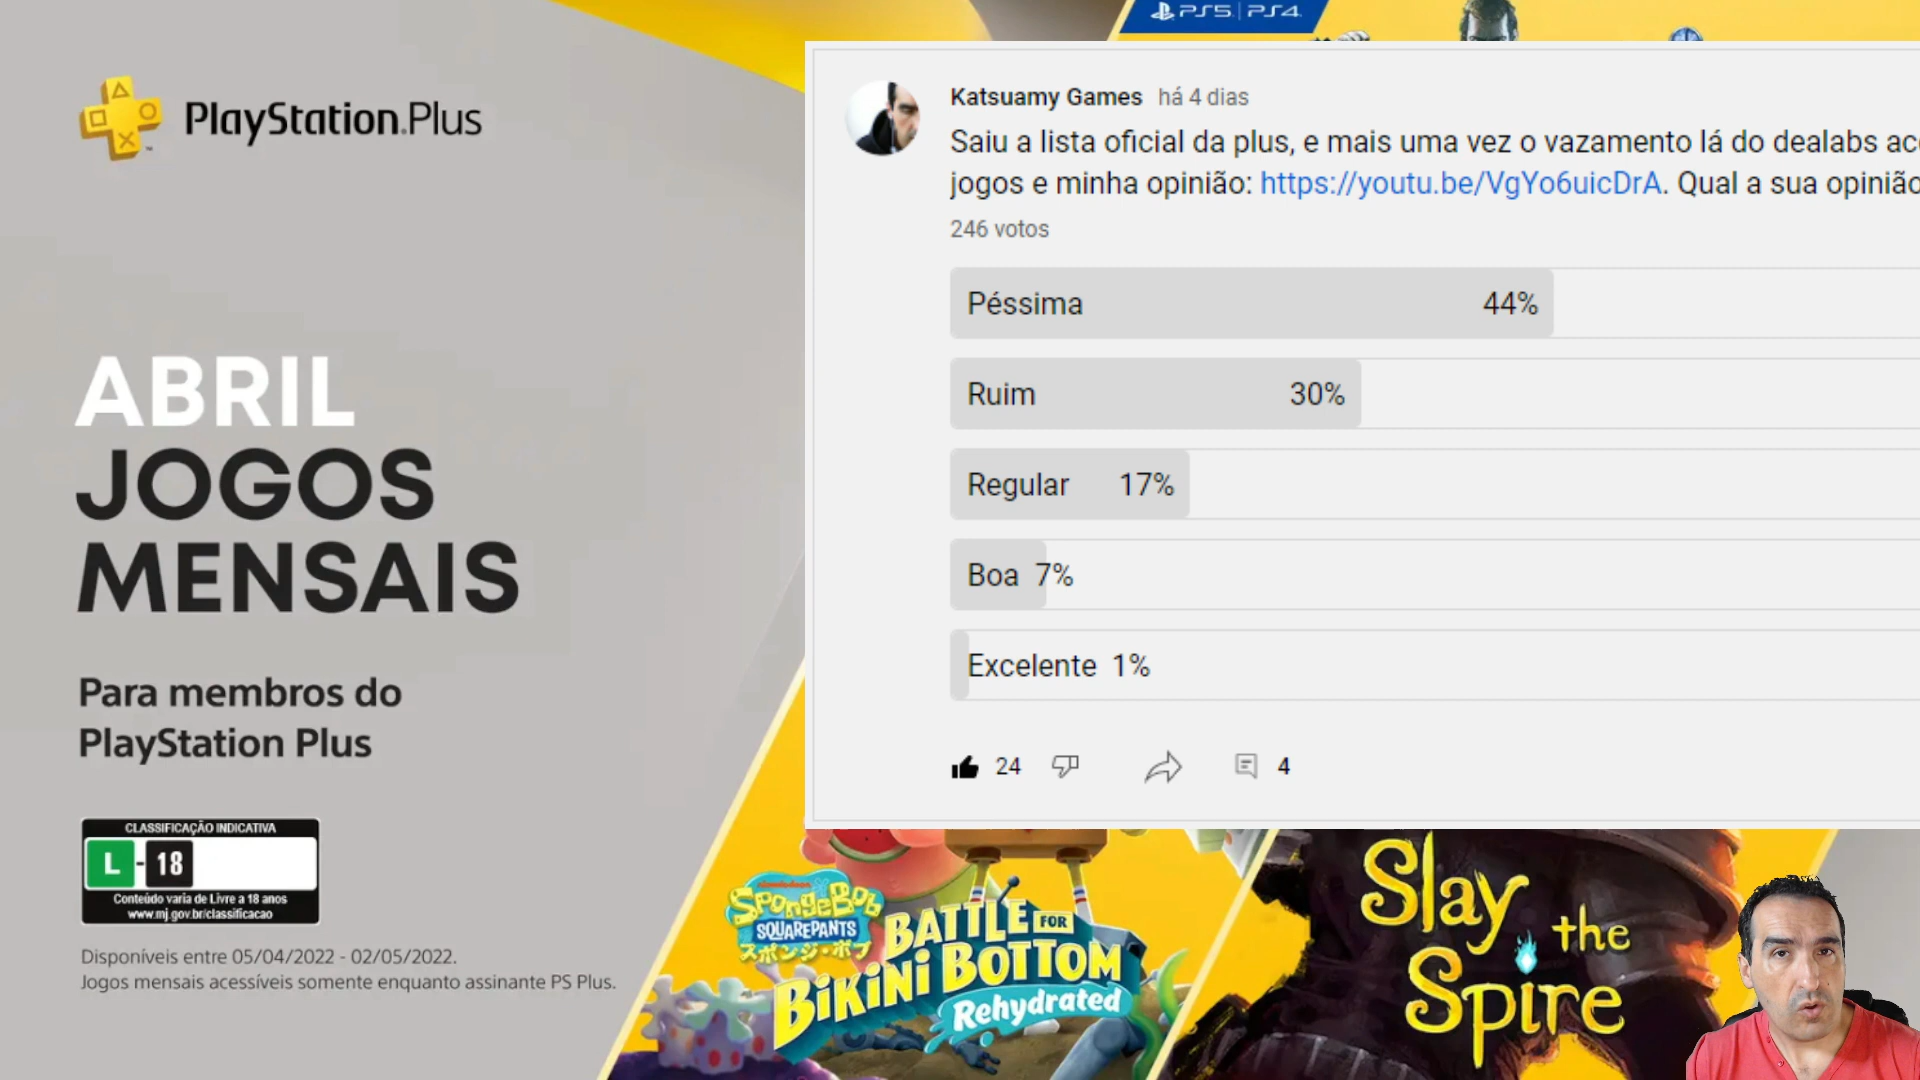 PlayStation.Plus
ABRIL
JOGOS
MENSAIS
Para membros do
PlayStation Plus
CLASSIFICAÇÃO INDICATIVA
L - 18
Conteúdo varia de Livre a 18 anos
www.mj.gov.br/classificacao
Disponíveis entre 05/04/2022 - 02/05/2022.
Jogos mensais acessíveis somente enquanto assinante PS Plus.
PS5 | PS4
Katsuamy Games há 4 dias
Saiu a lista oficial da plus, e mais uma vez o vazamento lá do dealabs
jogos e minha opinião: https://youtu.be/VgYo6uicDrA. Qual a sua opinião
246 votos
Péssima 44%
Ruim 30%
Regular 17%
Boa 7%
Excelente 1%
24 4
nickelodeon
SPONGEBOB
SQUAREPANTS
スポンジ・ボブ
BATTLE FOR
BIKINI BOTTOM
Rehydrated
Slay
the
Spire